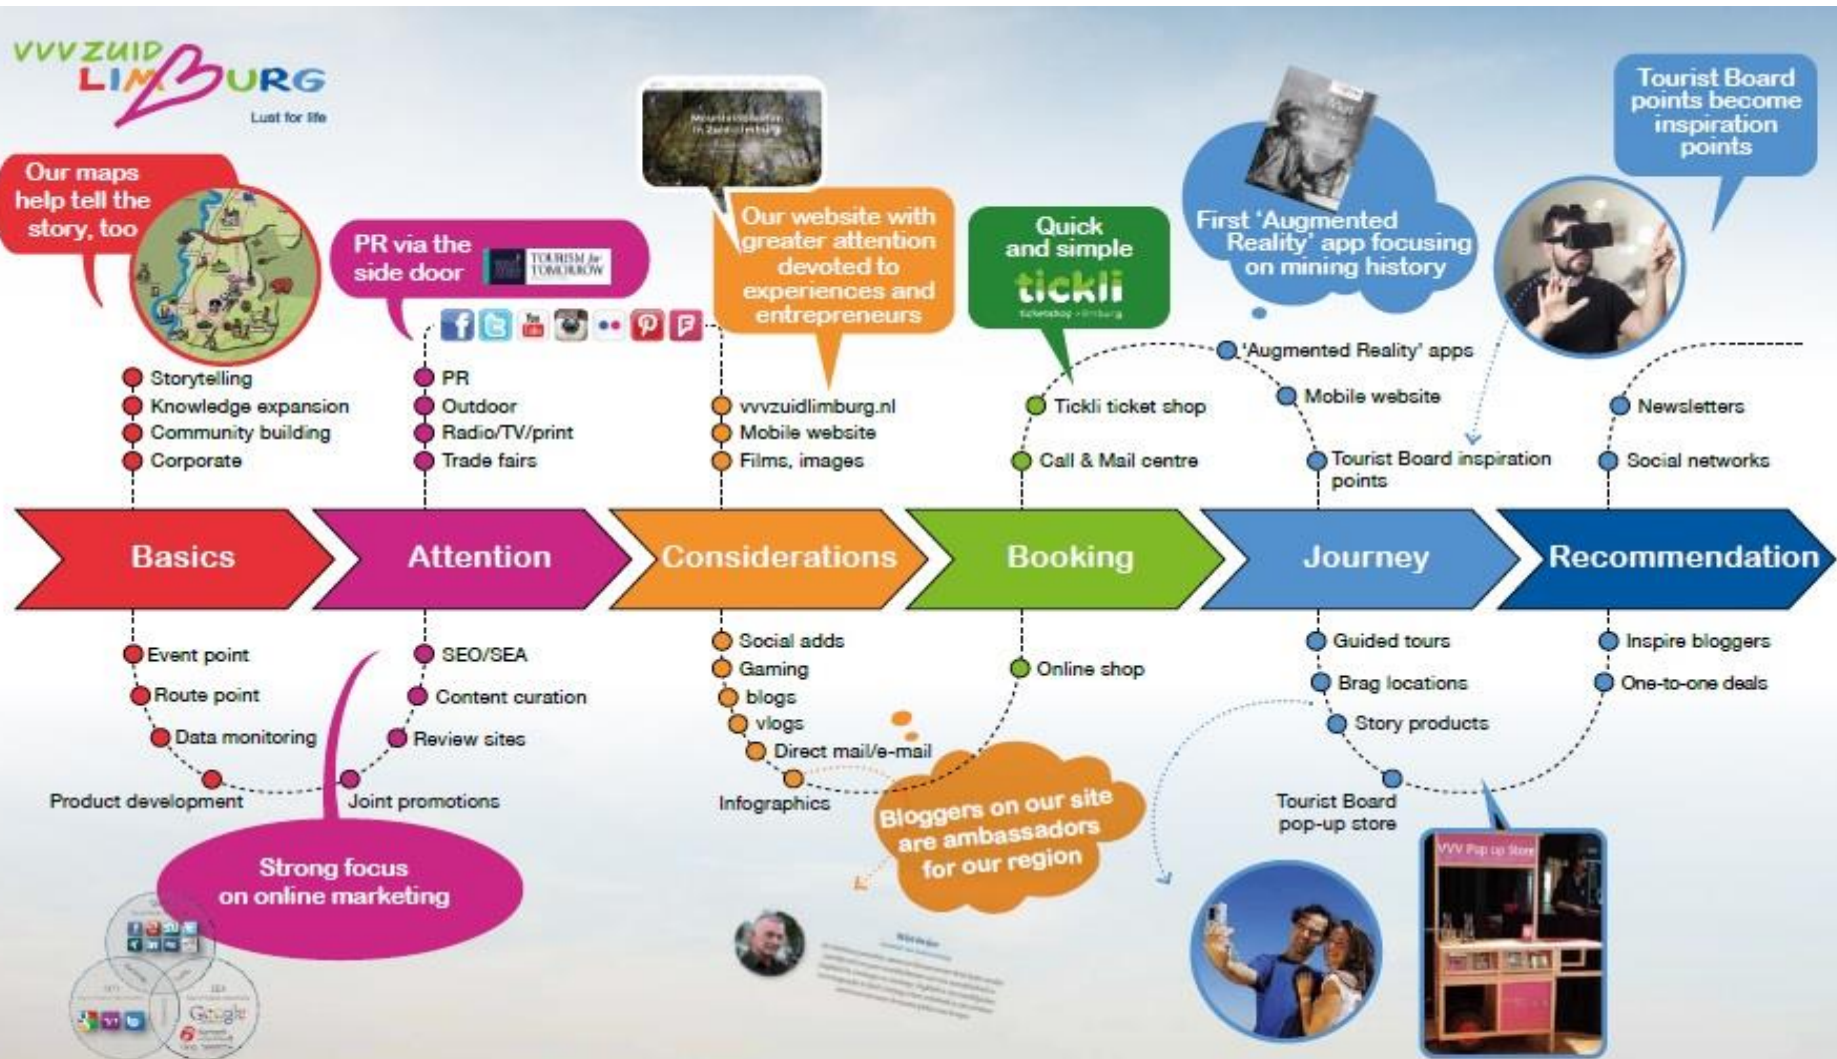 VVV ZUID
LIMBURG
Lust for life
Our maps
help tell the
story, too
PR via the
side door
TOURISM for
TOMORROW
Mountainbiken
in Zuid-Limburg
Our website with
greater attention
devoted to
experiences and
entrepreneurs
Quick
and simple
tickli
ticketshop limburg
First 'Augmented
Reality' app focusing
on mining history
Tourist Board
points become
inspiration
points
Storytelling
Knowledge expansion
Community building
Corporate
You
PR
Outdoor
Radio/TV/print
Trade fairs
vvvzuidlimburg.nl
Mobile website
Films, images
Tickli ticket shop
Call & Mail centre
'Augmented Reality' apps
Mobile website
Tourist Board inspiration
points
Newsletters
Social networks
Basics
Attention
Considerations
Booking
Journey
Recommendation
Event point
Route point
Data monitoring
Product development
SEO/SEA
Content curation
Review sites
Joint promotions
Social adds
Gaming
blogs
vlogs
Direct mail/e-mail
Infographics
Online shop
Guided tours
Brag locations
Story products
Tourist Board
pop-up store
Inspire bloggers
One-to-one deals
Strong focus
on online marketing
Bloggers on our site
are ambassadors
for our region
VVV Pop up Store
SEA
Google